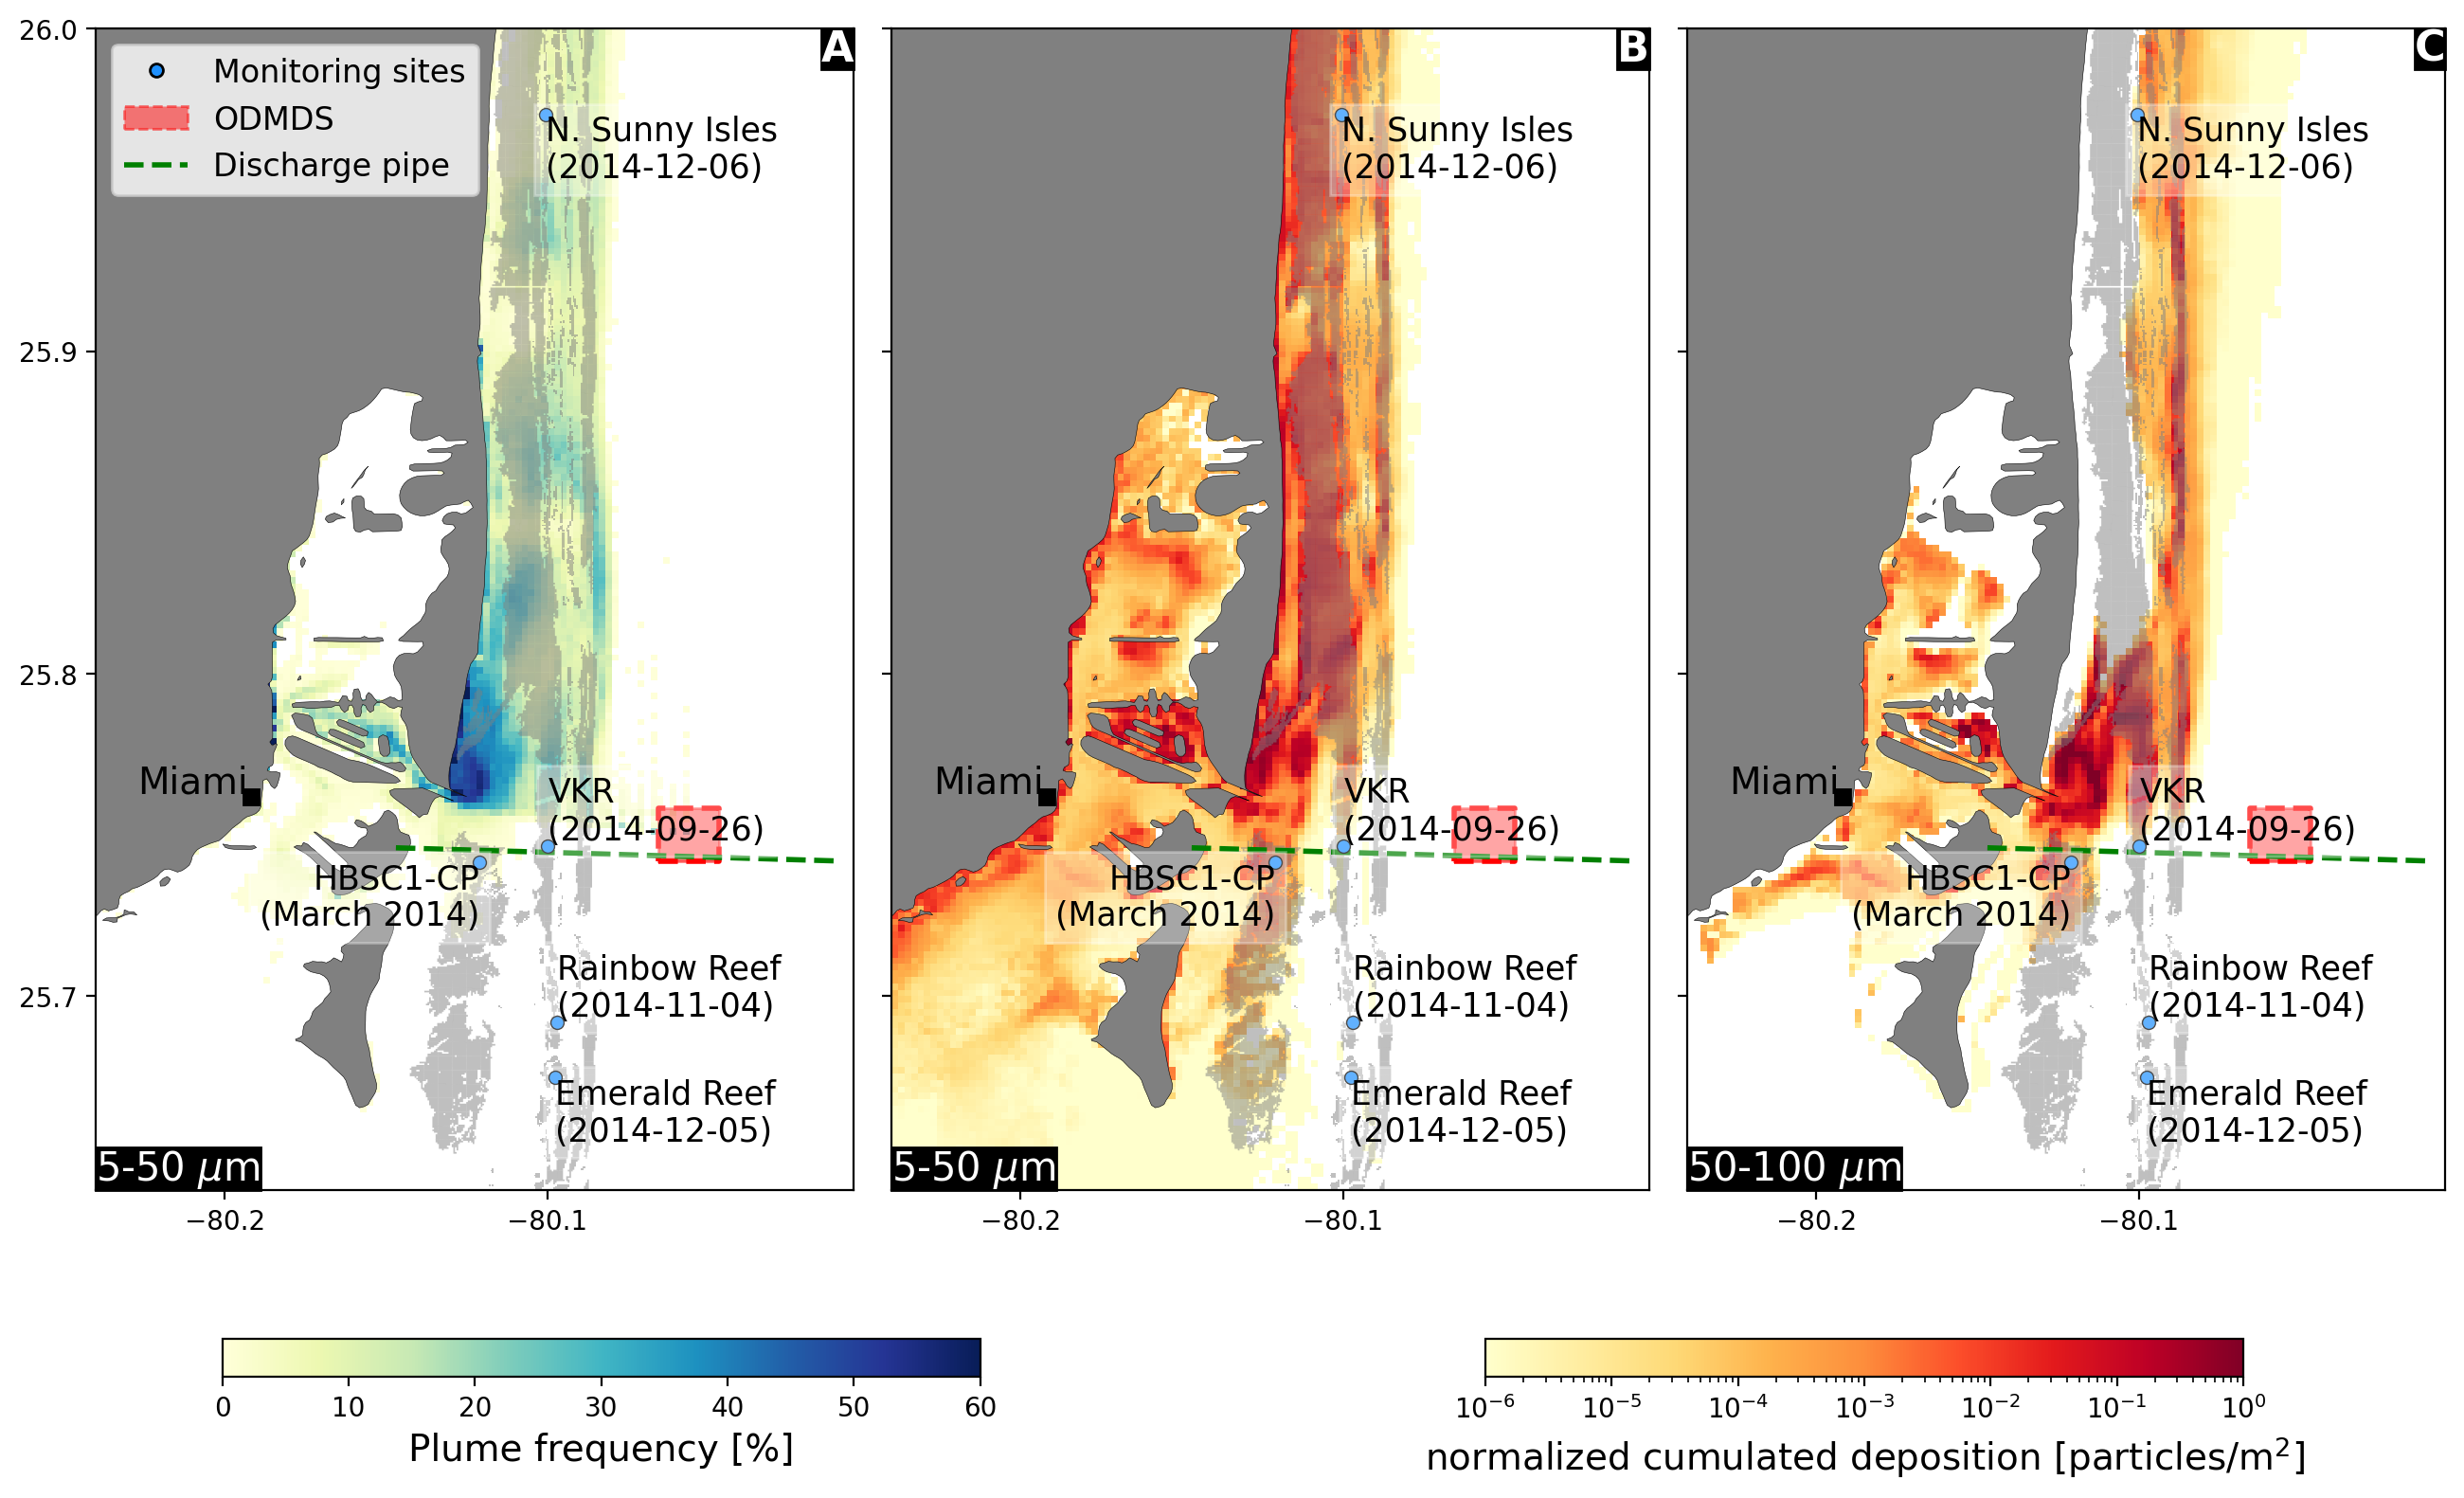 26.0
25.9
25.8
25.7
Monitoring sites
ODMDS
Discharge pipe
A
N. Sunny Isles
(2014-12-06)
Miami
VKR
(2014-09-26)
HBSC1-CP
(March 2014)
Rainbow Reef
(2014-11-04)
Emerald Reef
(2014-12-05)
5-50 μm
−80.2
−80.1
B
N. Sunny Isles
(2014-12-06)
Miami
VKR
(2014-09-26)
HBSC1-CP
(March 2014)
Rainbow Reef
(2014-11-04)
Emerald Reef
(2014-12-05)
5-50 μm
−80.2
−80.1
C
N. Sunny Isles
(2014-12-06)
Miami
VKR
(2014-09-26)
HBSC1-CP
(March 2014)
Rainbow Reef
(2014-11-04)
Emerald Reef
(2014-12-05)
50-100 μm
−80.2
−80.1
0 10 20 30 40 50 60
Plume frequency [%]
10⁻⁶ 10⁻⁵ 10⁻⁴ 10⁻³ 10⁻² 10⁻¹ 10⁰
normalized cumulated deposition [particles/m²]